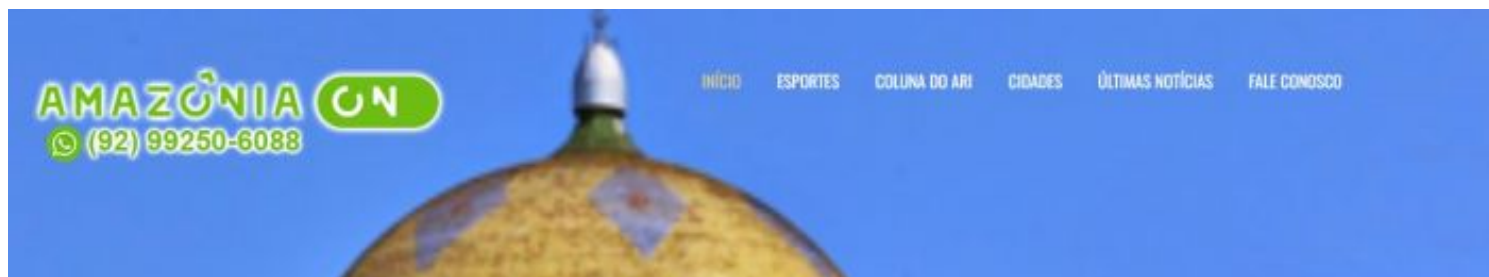 AMAZÔNIA ON
(92) 99250-6088
INÍCIO ESPORTES COLUNA DO ARI CIDADES ÚLTIMAS NOTÍCIAS FALE CONOSCO